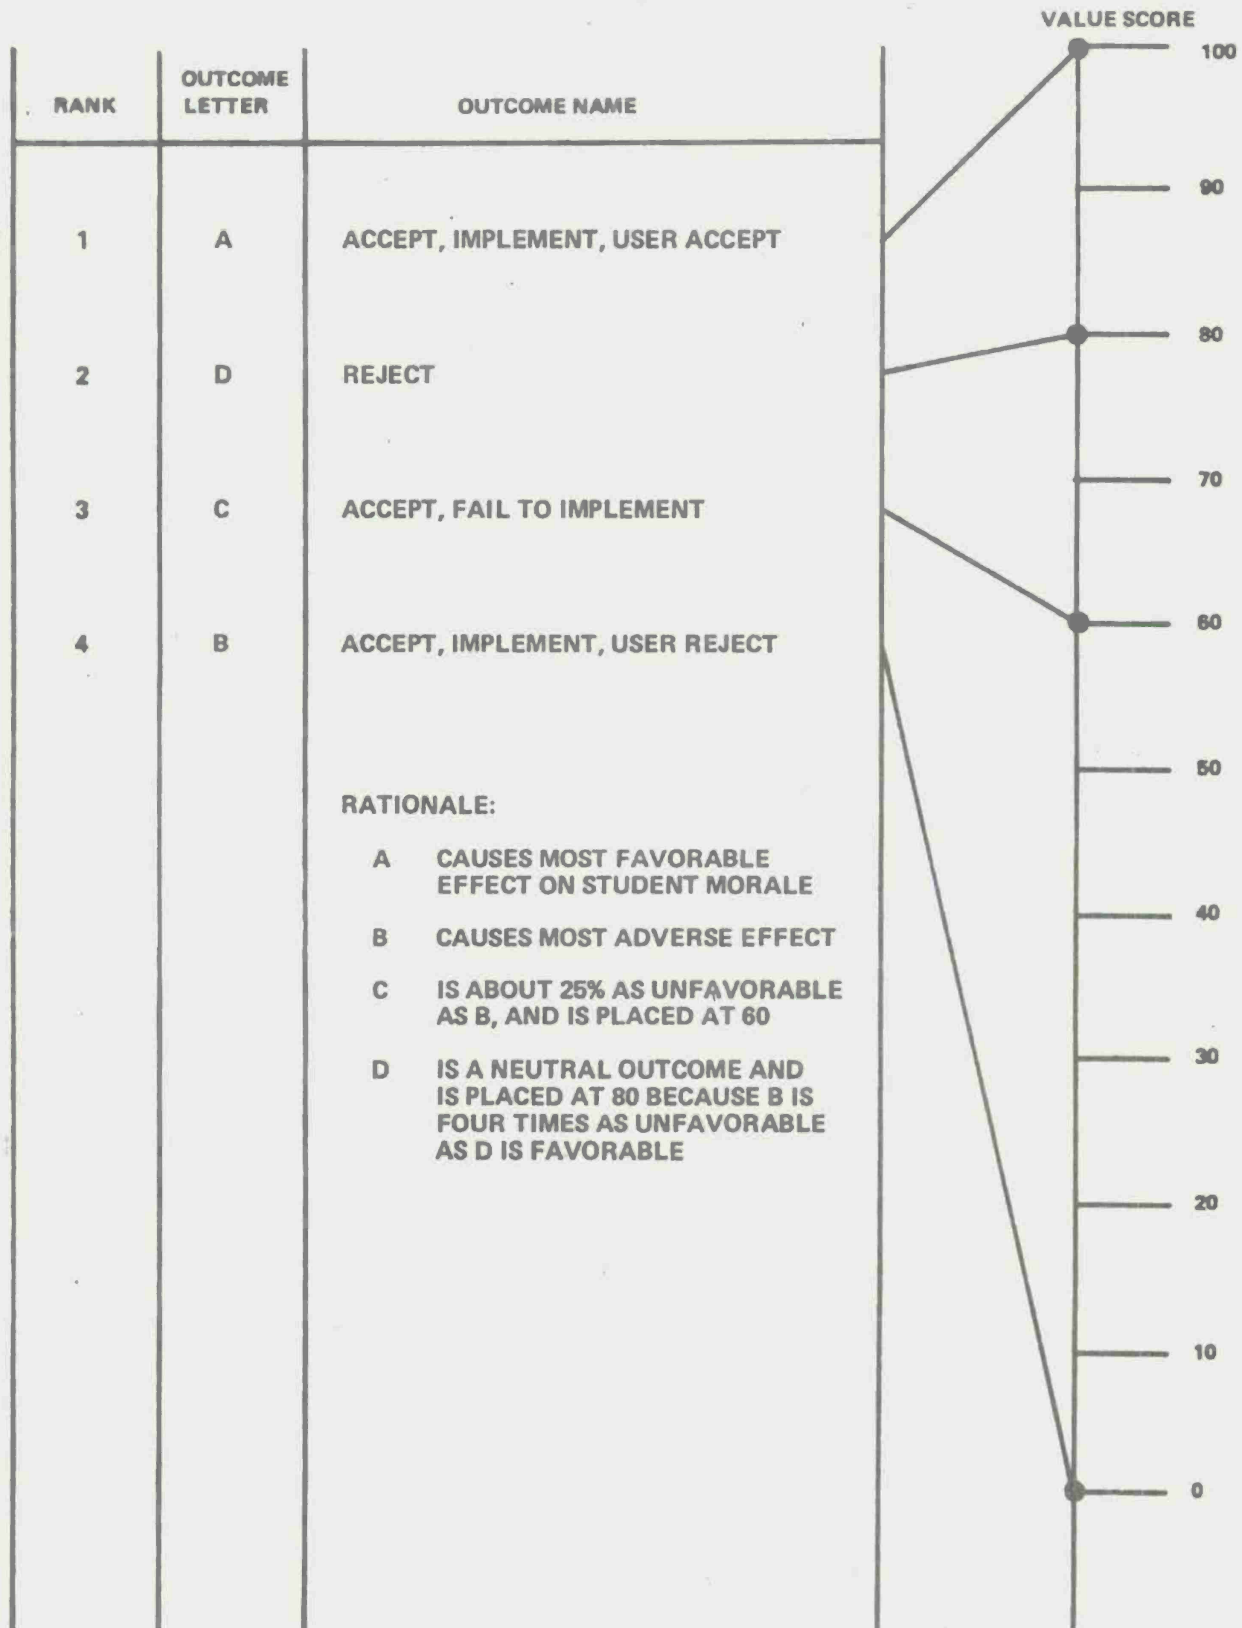 VALUE SCORE
RANK
OUTCOME
LETTER
OUTCOME NAME
1 A ACCEPT, IMPLEMENT, USER ACCEPT
2 D REJECT
3 C ACCEPT, FAIL TO IMPLEMENT
4 B ACCEPT, IMPLEMENT, USER REJECT
RATIONALE:
A CAUSES MOST FAVORABLE
EFFECT ON STUDENT MORALE
B CAUSES MOST ADVERSE EFFECT
C IS ABOUT 25% AS UNFAVORABLE
AS B, AND IS PLACED AT 60
D IS A NEUTRAL OUTCOME AND
IS PLACED AT 80 BECAUSE B IS
FOUR TIMES AS UNFAVORABLE
AS D IS FAVORABLE
100
90
80
70
60
50
40
30
20
10
0